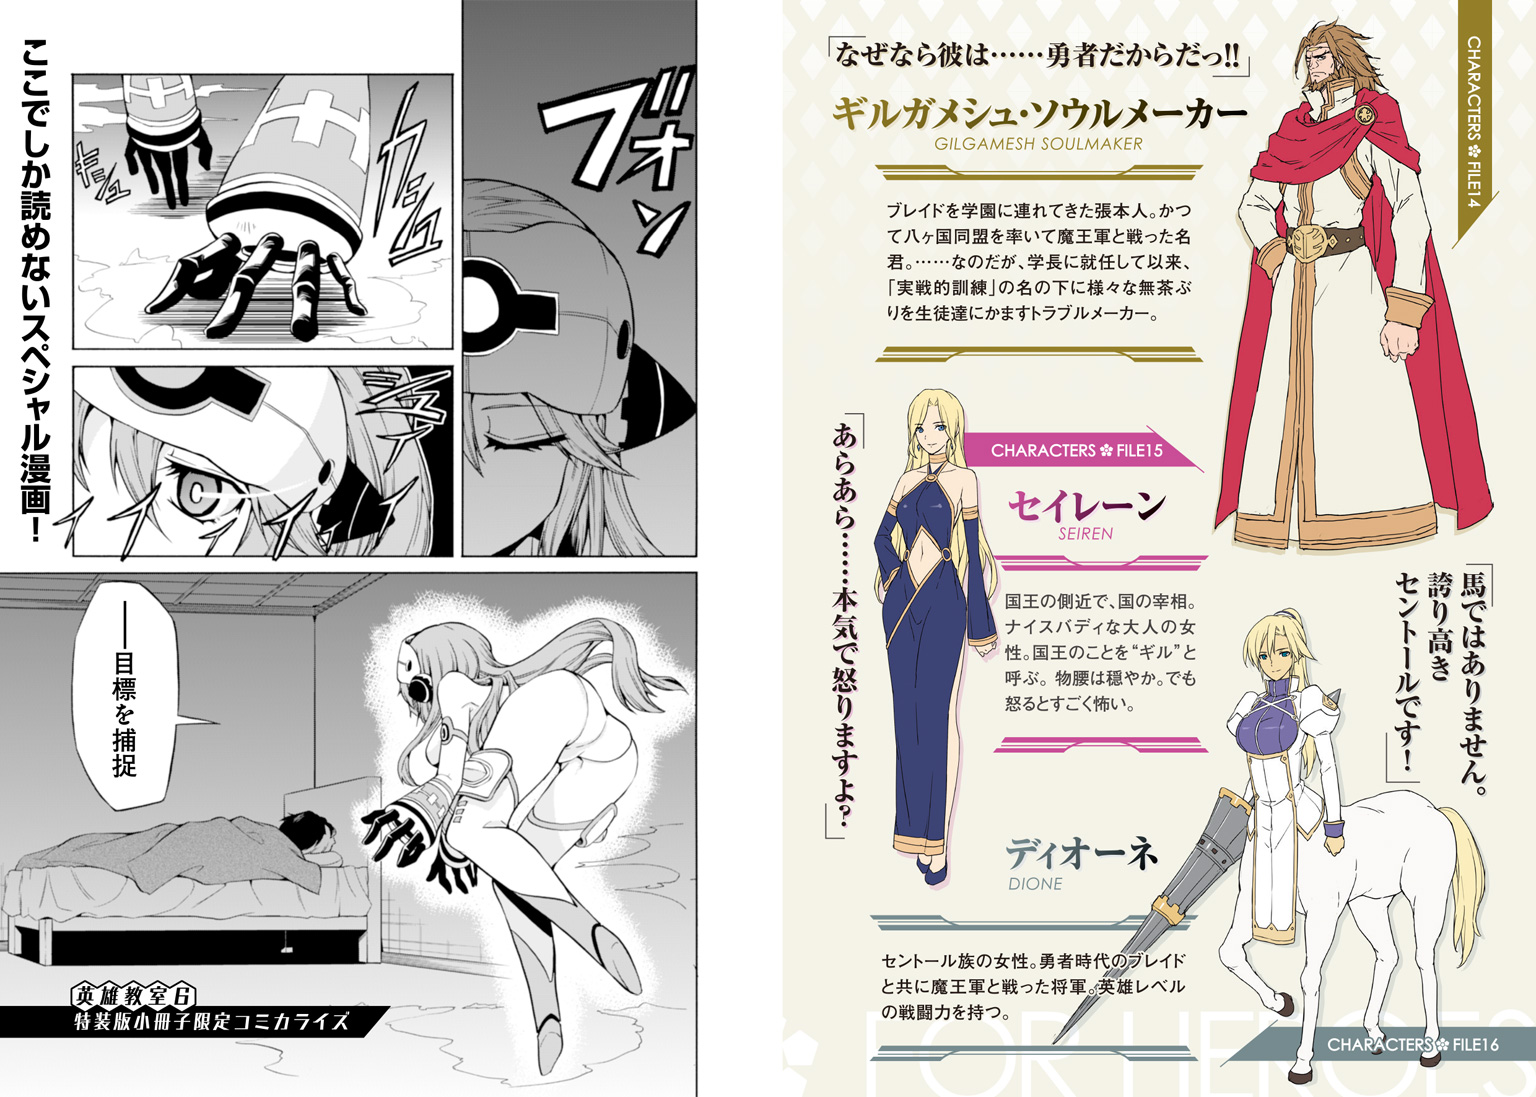 「なぜなら彼は……勇者だからだっ!!」
ギルガメシュ・ソウルメーカー
GILGAMESH SOULMAKER
CHARACTERS FILE14
ブレイドを学園に連れてきた張本人。かつ
て八ヶ国同盟を率いて魔王軍と戦った名
君。……なのだが、学長に就任して以来、
「実戦的訓練」の名の下に様々な無茶ぶ
りを生徒達にかますトラブルメーカー。
CHARACTERS FILE15
セイレーン
SEIREN
「あらあら……本気で怒りますよ?」
国王の側近で、国の宰相。
ナイスバディな大人の女
性。国王のことを“ギル”と
呼ぶ。物腰は穏やか。でも
怒るとすごく怖い。
「馬ではありません。
誇り高き
セントールです!」
ディオーネ
DIONE
セントール族の女性。勇者時代のブレイド
と共に魔王軍と戦った将軍。英雄レベル
の戦闘力を持つ。
CHARACTERS FILE16
FOR HEROES
ここでしか読めないスペシャル漫画!
ブォン
カシュ
キシュ
――目標を捕捉
英雄教室6
特装版小冊子限定コミカライズ